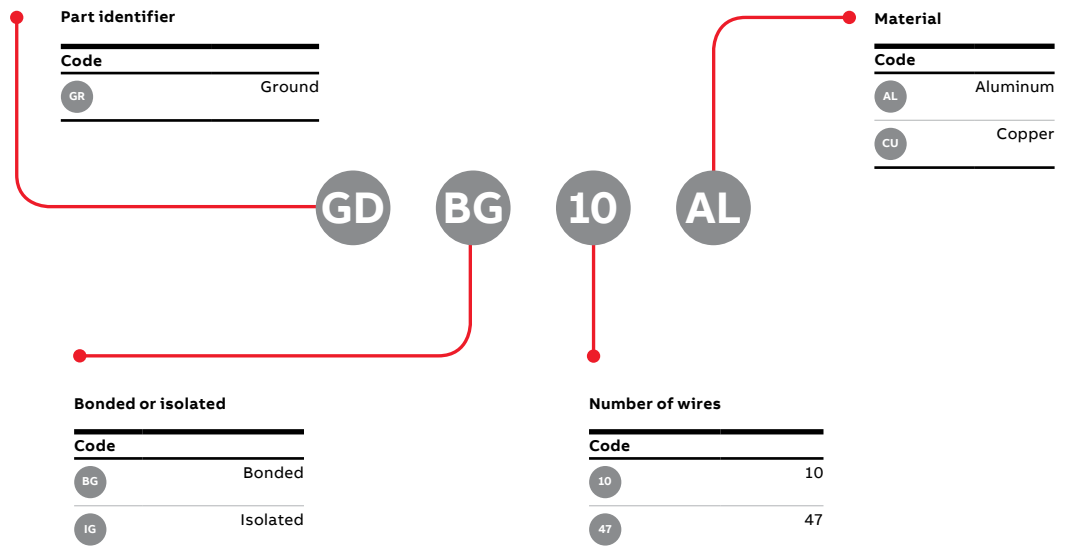 Part identifier
Code
GR Ground
Material
Code
AL Aluminum
CU Copper
GD BG 10 AL
Bonded or isolated
Code
BG Bonded
IG Isolated
Number of wires
Code
10 10
47 47